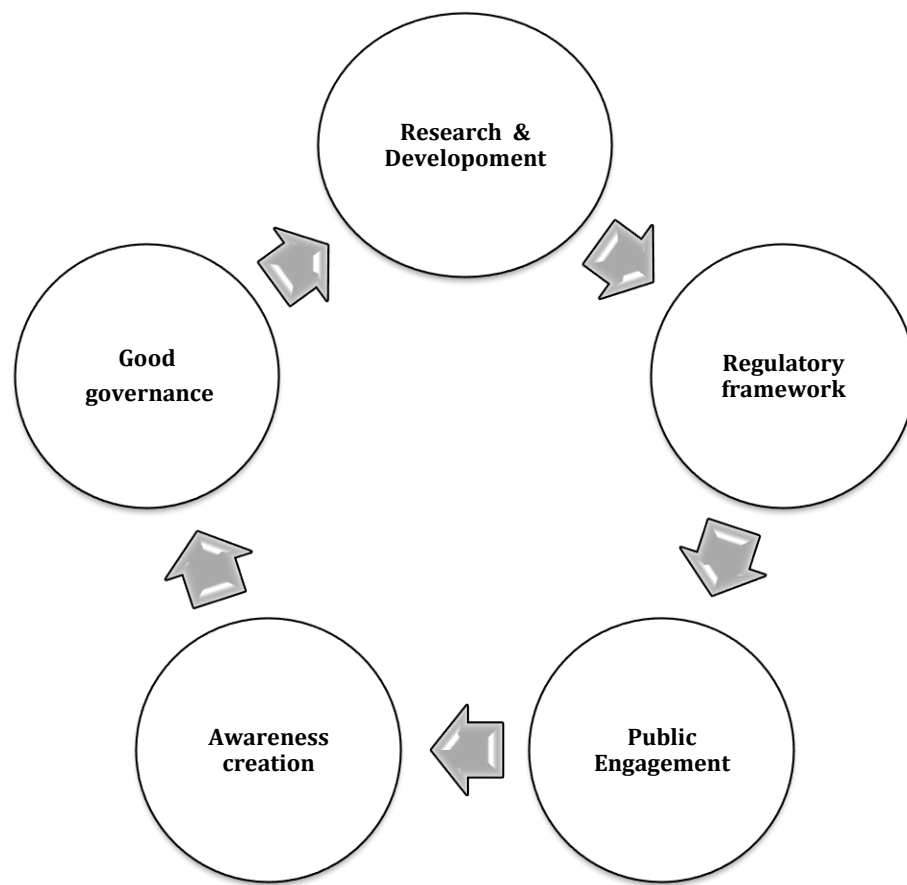 Research &
Developoment
Good
governance
Regulatory
framework
Awareness
creation
Public
Engagement